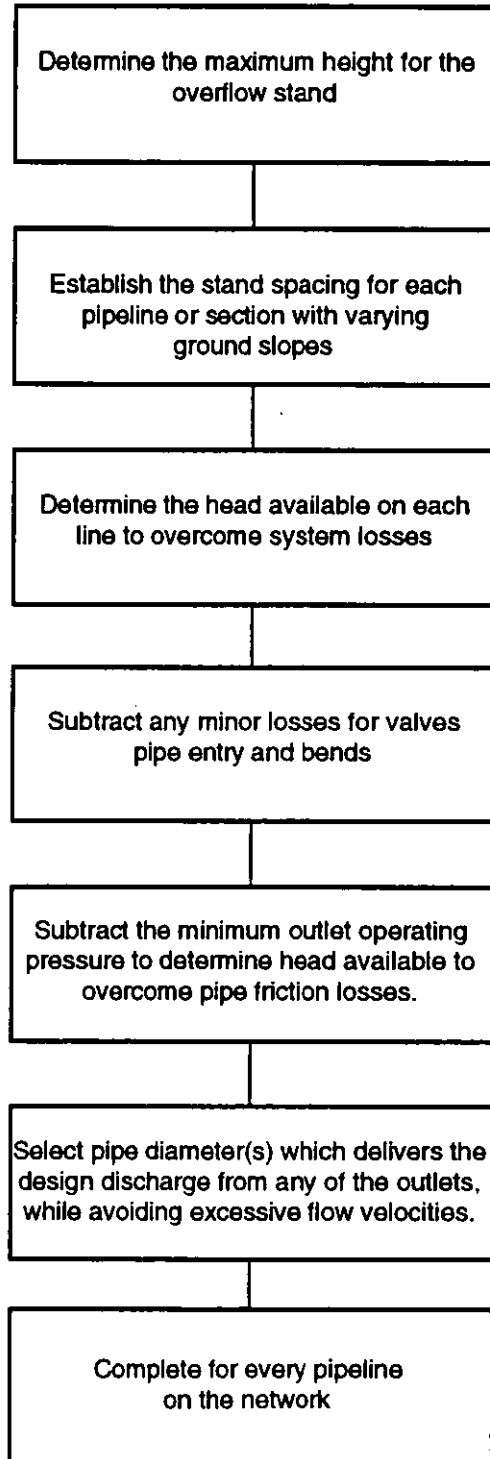 Determine the maximum height for the
overflow stand
Establish the stand spacing for each
pipeline or section with varying
ground slopes
Determine the head available on each
line to overcome system losses
Subtract any minor losses for valves
pipe entry and bends
Subtract the minimum outlet operating
pressure to determine head available to
overcome pipe friction losses.
Select pipe diameter(s) which delivers the
design discharge from any of the outlets,
while avoiding excessive flow velocities.
Complete for every pipeline
on the network